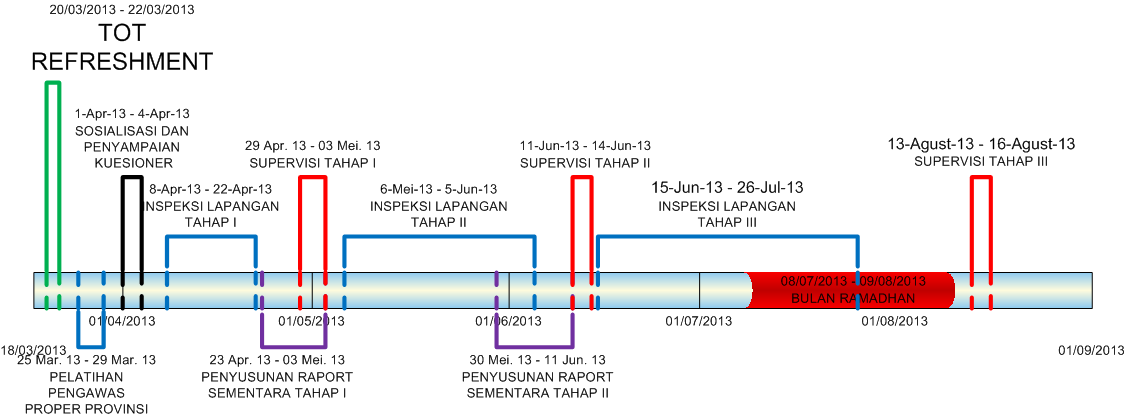 20/03/2013 - 22/03/2013
TOT
REFRESHMENT
1-Apr-13 - 4-Apr-13
SOSIALISASI DAN
PENYAMPAIAN
KUESIONER
8-Apr-13 - 22-Apr-13
INSPEKSI LAPANGAN
TAHAP I
29 Apr. 13 - 03 Mei. 13
SUPERVISI TAHAP I
6-Mei-13 - 5-Jun-13
INSPEKSI LAPANGAN
TAHAP II
11-Jun-13 - 14-Jun-13
SUPERVISI TAHAP II
15-Jun-13 - 26-Jul-13
INSPEKSI LAPANGAN
TAHAP III
13-Agust-13 - 16-Agust-13
SUPERVISI TAHAP III
08/07/2013 - 09/08/2013
BULAN RAMADHAN
01/04/2013
01/05/2013
01/06/2013
01/07/2013
01/08/2013
18/03/2013
01/09/2013
25 Mar. 13 - 29 Mar. 13
PELATIHAN
PENGAWAS
PROPER PROVINSI
23 Apr. 13 - 03 Mei. 13
PENYUSUNAN RAPORT
SEMENTARA TAHAP I
30 Mei. 13 - 11 Jun. 13
PENYUSUNAN RAPORT
SEMENTARA TAHAP II